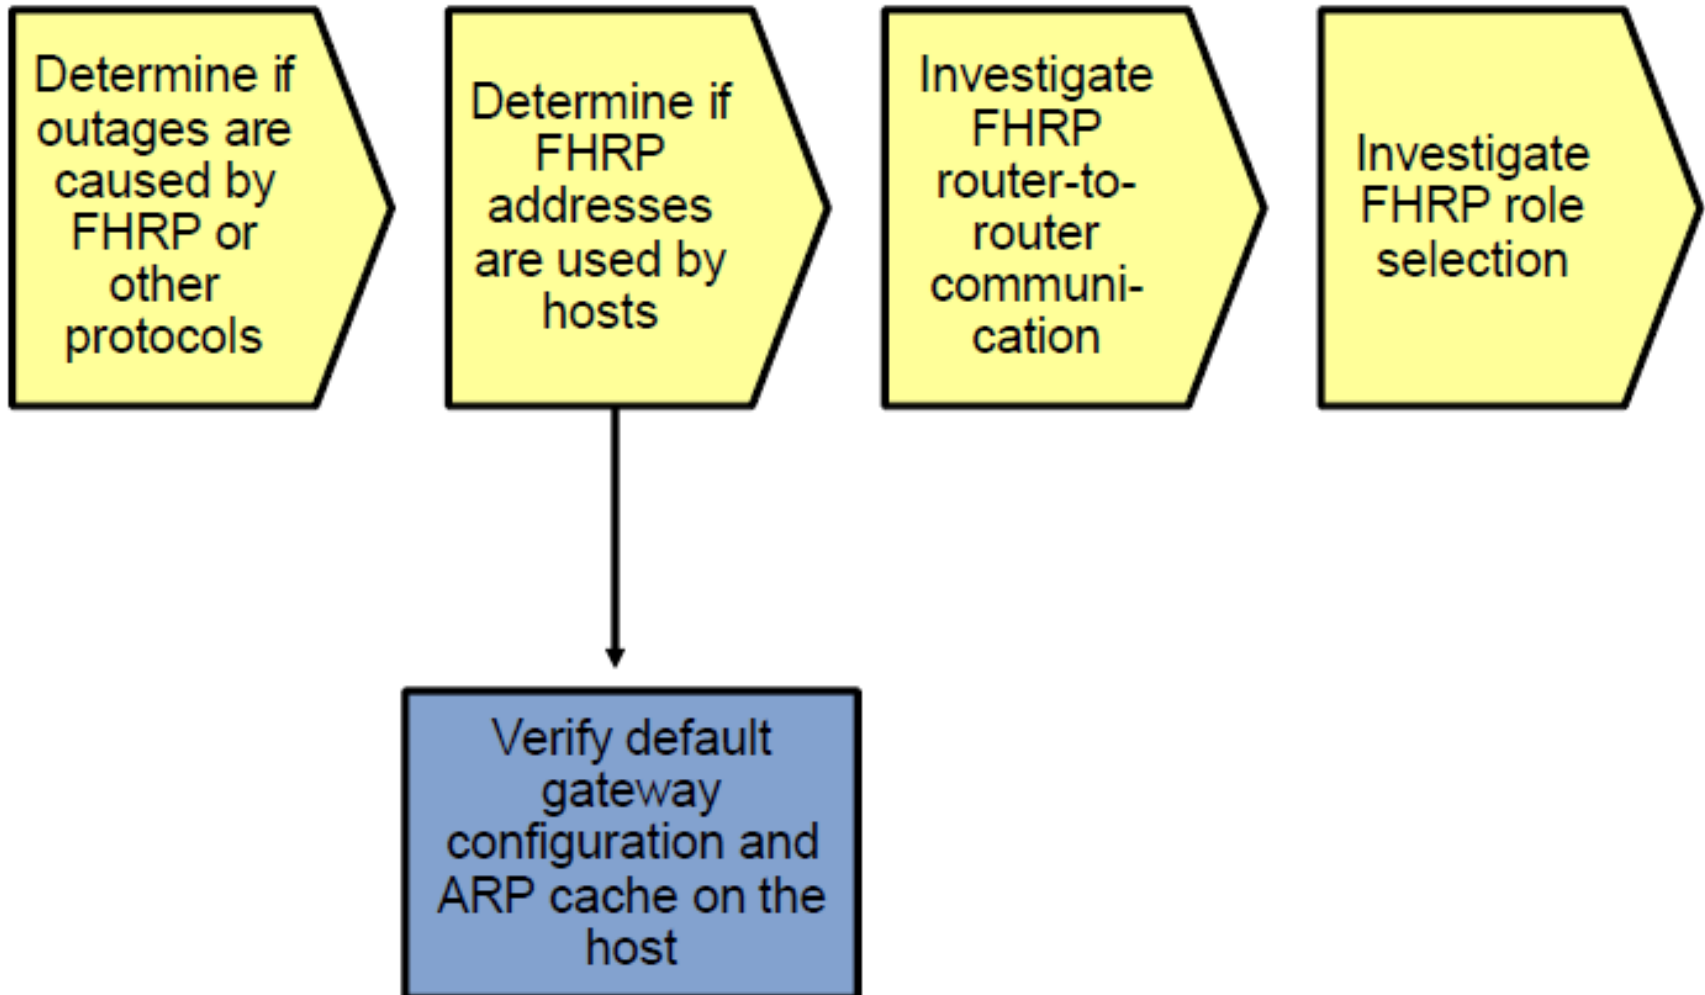 Determine if
outages are
caused by
FHRP or
other
protocols
Determine if
FHRP
addresses
are used by
hosts
Investigate
FHRP
router-to-
router
communi-
cation
Investigate
FHRP role
selection
Verify default
gateway
configuration and
ARP cache on the
host